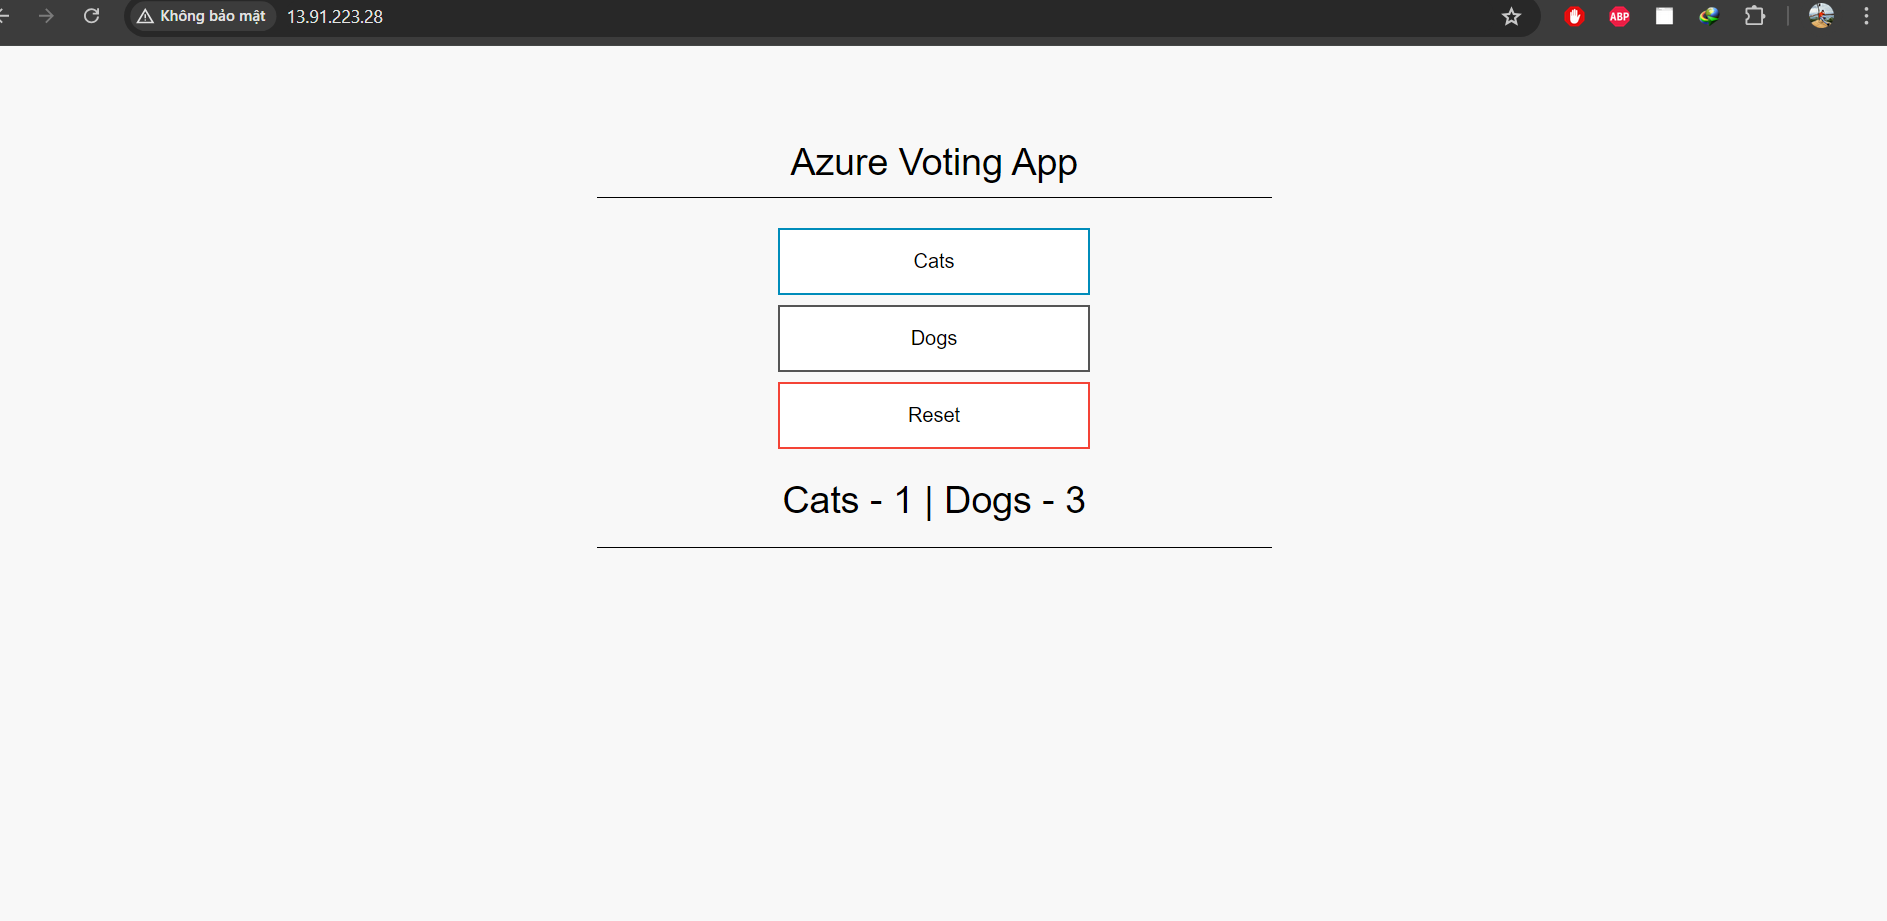 Không bảo mật 13.91.223.28
ABP
Azure Voting App
Cats
Dogs
Reset
Cats - 1 | Dogs - 3